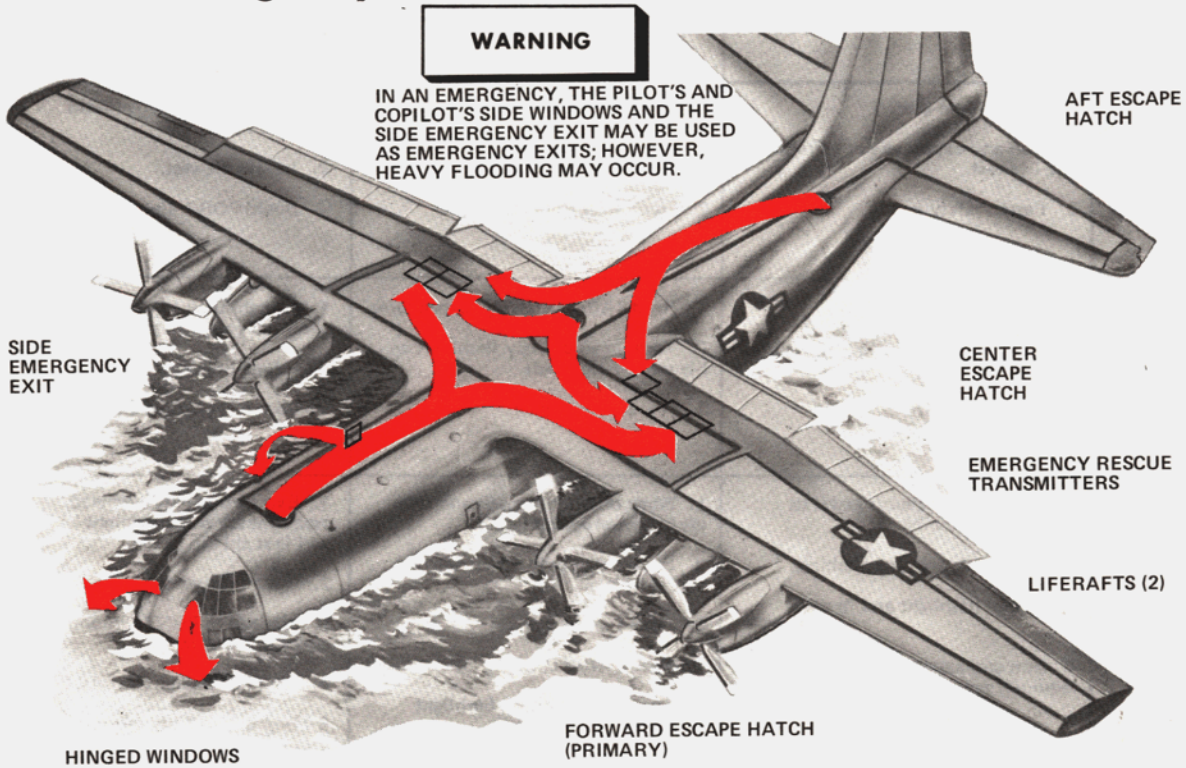 WARNING
IN AN EMERGENCY, THE PILOT'S AND
COPILOT'S SIDE WINDOWS AND THE
SIDE EMERGENCY EXIT MAY BE USED
AS EMERGENCY EXITS; HOWEVER,
HEAVY FLOODING MAY OCCUR.
AFT ESCAPE
HATCH
SIDE
EMERGENCY
EXIT
CENTER
ESCAPE
HATCH
EMERGENCY RESCUE
TRANSMITTERS
LIFERAFTS (2)
FORWARD ESCAPE HATCH
(PRIMARY)
HINGED WINDOWS